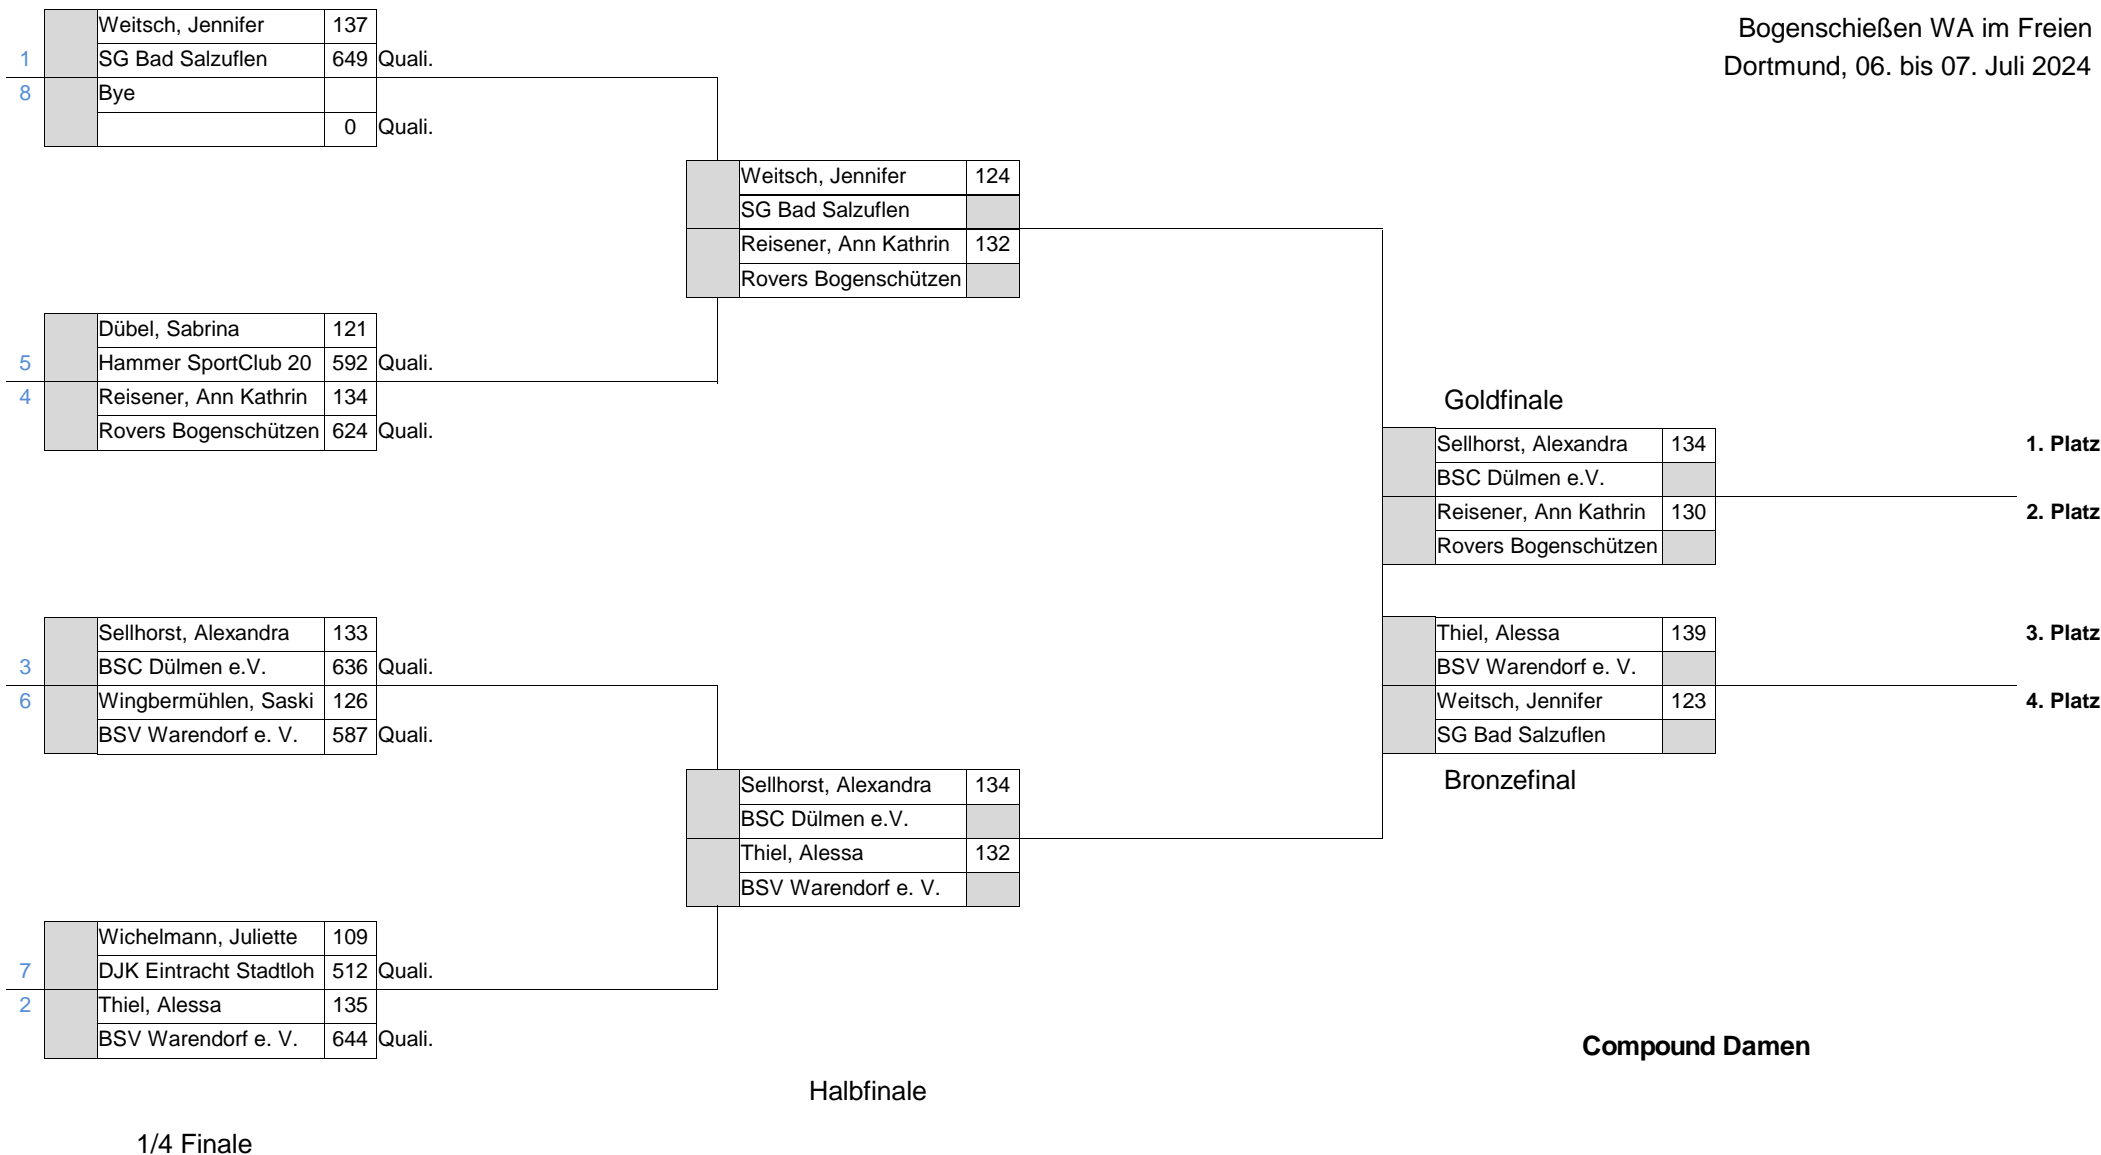 Bogenschießen WA im Freien
Dortmund, 06. bis 07. Juli 2024
Weitsch, Jennifer 137
1 SG Bad Salzuflen 649 Quali.
8 Bye
0 Quali.
Dübel, Sabrina 121
5 Hammer SportClub 20 592 Quali.
4 Reisener, Ann Kathrin 134
Rovers Bogenschützen 624 Quali.
Sellhorst, Alexandra 133
3 BSC Dülmen e.V. 636 Quali.
6 Wingbermühlen, Saski 126
BSV Warendorf e. V. 587 Quali.
Wichelmann, Juliette 109
7 DJK Eintracht Stadtloh 512 Quali.
2 Thiel, Alessa 135
BSV Warendorf e. V. 644 Quali.
1/4 Finale
Weitsch, Jennifer 124
SG Bad Salzuflen
Reisener, Ann Kathrin 132
Rovers Bogenschützen
Sellhorst, Alexandra 134
BSC Dülmen e.V.
Thiel, Alessa 132
BSV Warendorf e. V.
Halbfinale
Goldfinale
Sellhorst, Alexandra 134 1. Platz
BSC Dülmen e.V.
Reisener, Ann Kathrin 130 2. Platz
Rovers Bogenschützen
Thiel, Alessa 139 3. Platz
BSV Warendorf e. V.
Weitsch, Jennifer 123 4. Platz
SG Bad Salzuflen
Bronzefinal
Compound Damen